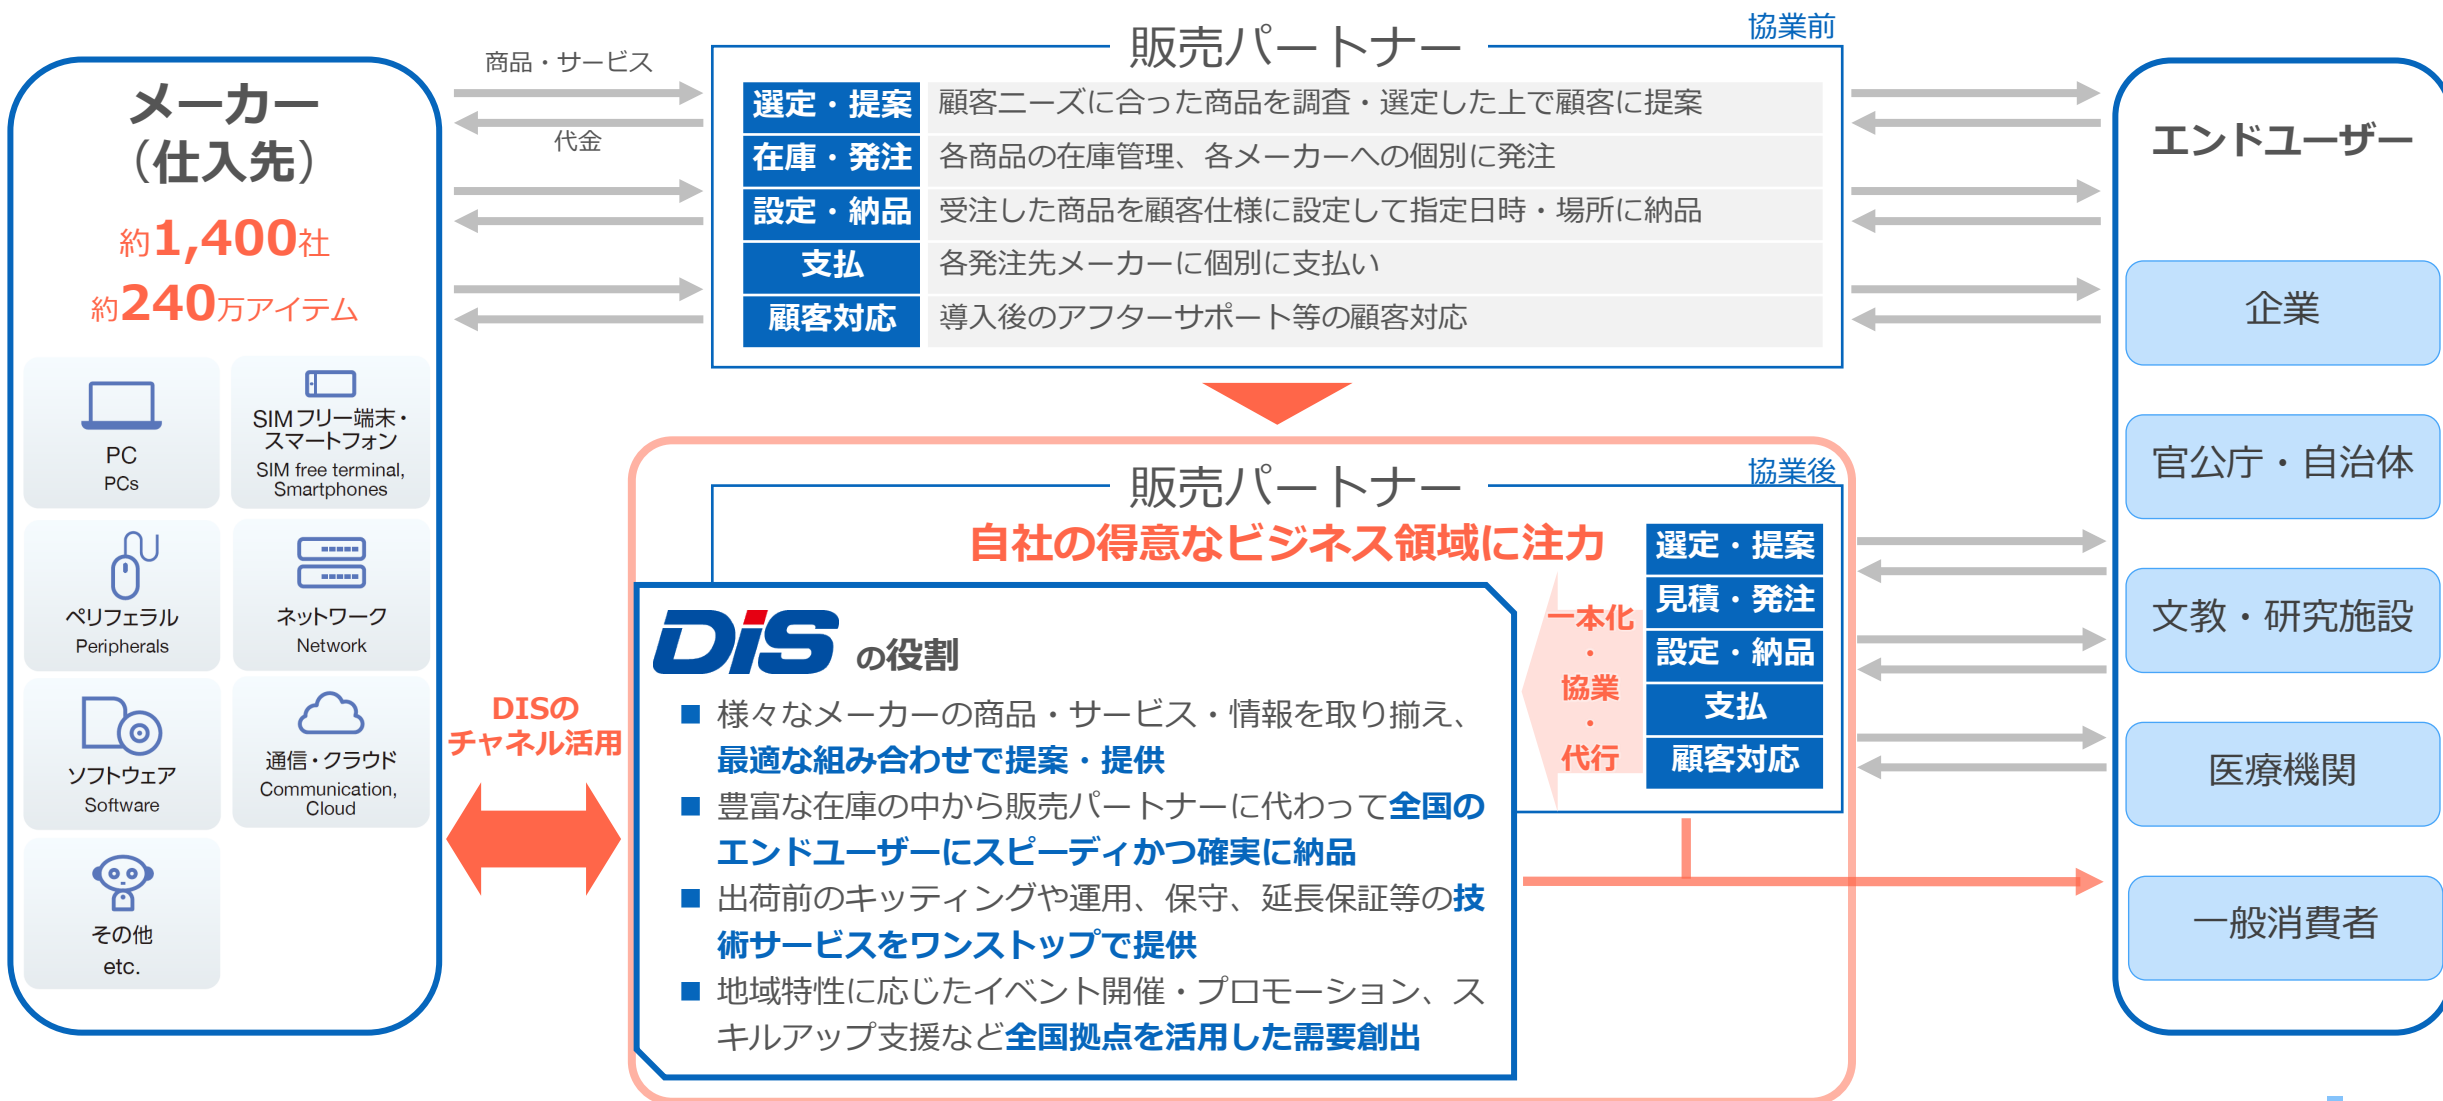 メーカー
（仕入先）
約1,400社
約240万アイテム
PC
PCs
SIMフリー端末・
スマートフォン
SIM free terminal,
Smartphones
ペリフェラル
Peripherals
ネットワーク
Network
ソフトウェア
Software
通信・クラウド
Communication,
Cloud
その他
etc.
商品・サービス
代金
販売パートナー
協業前
選定・提案 顧客ニーズに合った商品を調査・選定した上で顧客に提案
在庫・発注 各商品の在庫管理、各メーカーへの個別に発注
設定・納品 受注した商品を顧客仕様に設定して指定日時・場所に納品
支払 各発注先メーカーに個別に支払い
顧客対応 導入後のアフターサポート等の顧客対応
DISの
チャネル活用
販売パートナー
協業後
自社の得意なビジネス領域に注力
DiS の役割
■ 様々なメーカーの商品・サービス・情報を取り揃え、
最適な組み合わせで提案・提供
■ 豊富な在庫の中から販売パートナーに代わって全国の
エンドユーザーにスピーディかつ確実に納品
■ 出荷前のキッティングや運用、保守、延長保証等の技
術サービスをワンストップで提供
■ 地域特性に応じたイベント開催・プロモーション、ス
キルアップ支援など全国拠点を活用した需要創出
一本化
・
協業
・
代行
選定・提案
見積・発注
設定・納品
支払
顧客対応
エンドユーザー
企業
官公庁・自治体
文教・研究施設
医療機関
一般消費者